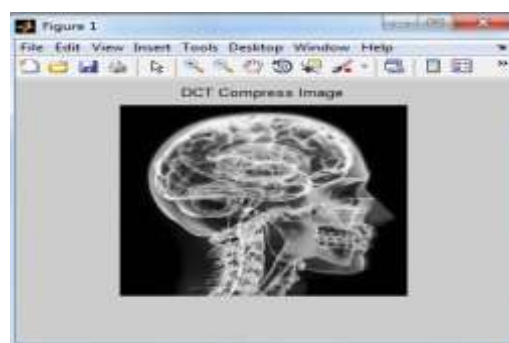 Figure 1
File Edit View Insert Tools Desktop Window Help
DCT Compress Image